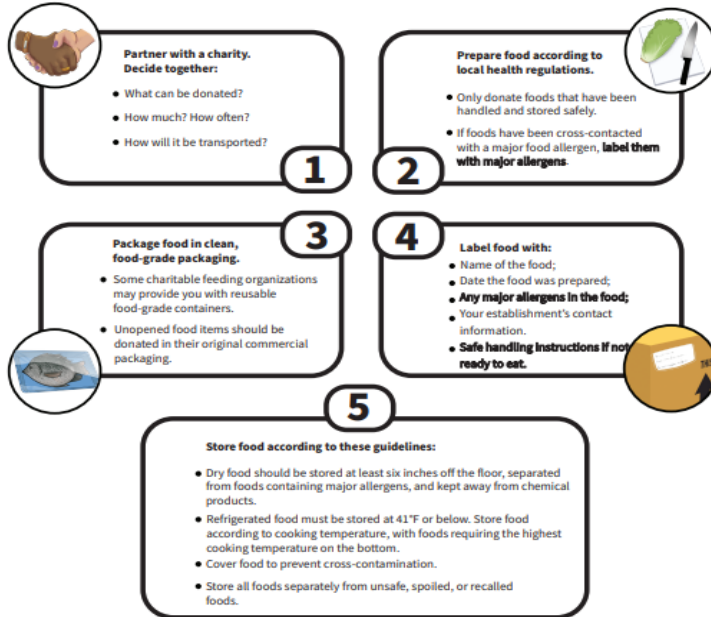 Partner with a charity.
Decide together:
• What can be donated?
• How much? How often?
• How will it be transported?
1
Prepare food according to
local health regulations.
• Only donate foods that have been
handled and stored safely.
• If foods have been cross-contacted
with a major food allergen, label them
with major allergens.
2
3
Package food in clean,
food-grade packaging.
• Some charitable feeding organizations
may provide you with reusable
food-grade containers.
• Unopened food items should be
donated in their original commercial
packaging.
4
Label food with:
• Name of the food;
• Date the food was prepared;
• Any major allergens in the food;
• Your establishment's contact
information.
• Safe handling instructions if not
ready to eat.
5
Store food according to these guidelines:
• Dry food should be stored at least six inches off the floor, separated
from foods containing major allergens, and kept away from chemical
products.
• Refrigerated food must be stored at 41°F or below. Store food
according to cooking temperature, with foods requiring the highest
cooking temperature on the bottom.
• Cover food to prevent cross-contamination.
• Store all foods separately from unsafe, spoiled, or recalled
foods.